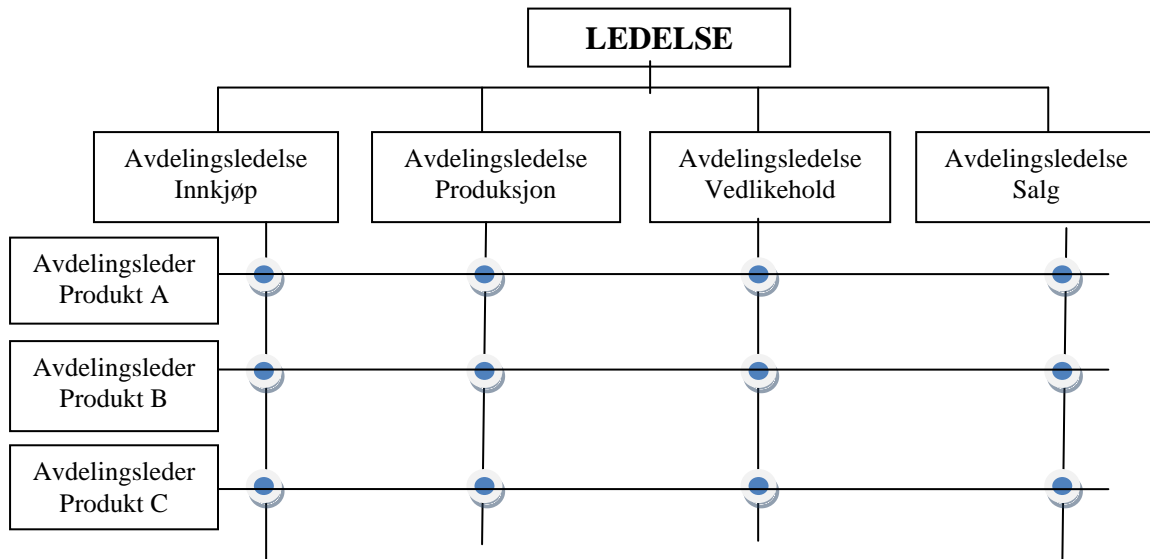 LEDELSE
Avdelingsledelse
Innkjøp
Avdelingsledelse
Produksjon
Avdelingsledelse
Vedlikehold
Avdelingsledelse
Salg
Avdelingsleder
Produkt A
Avdelingsleder
Produkt B
Avdelingsleder
Produkt C